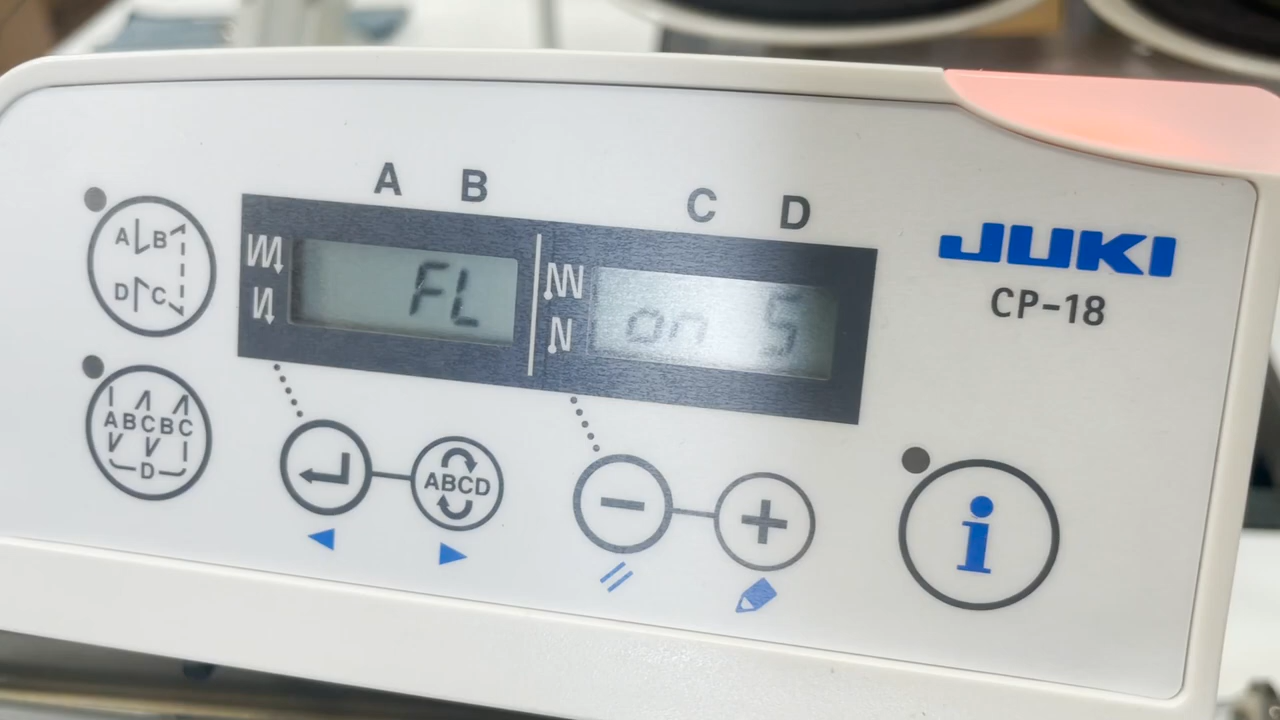 A B C D
JUKI
CP-18
A B
D C
FL
on 5
A B C B C
D
ABCD
i